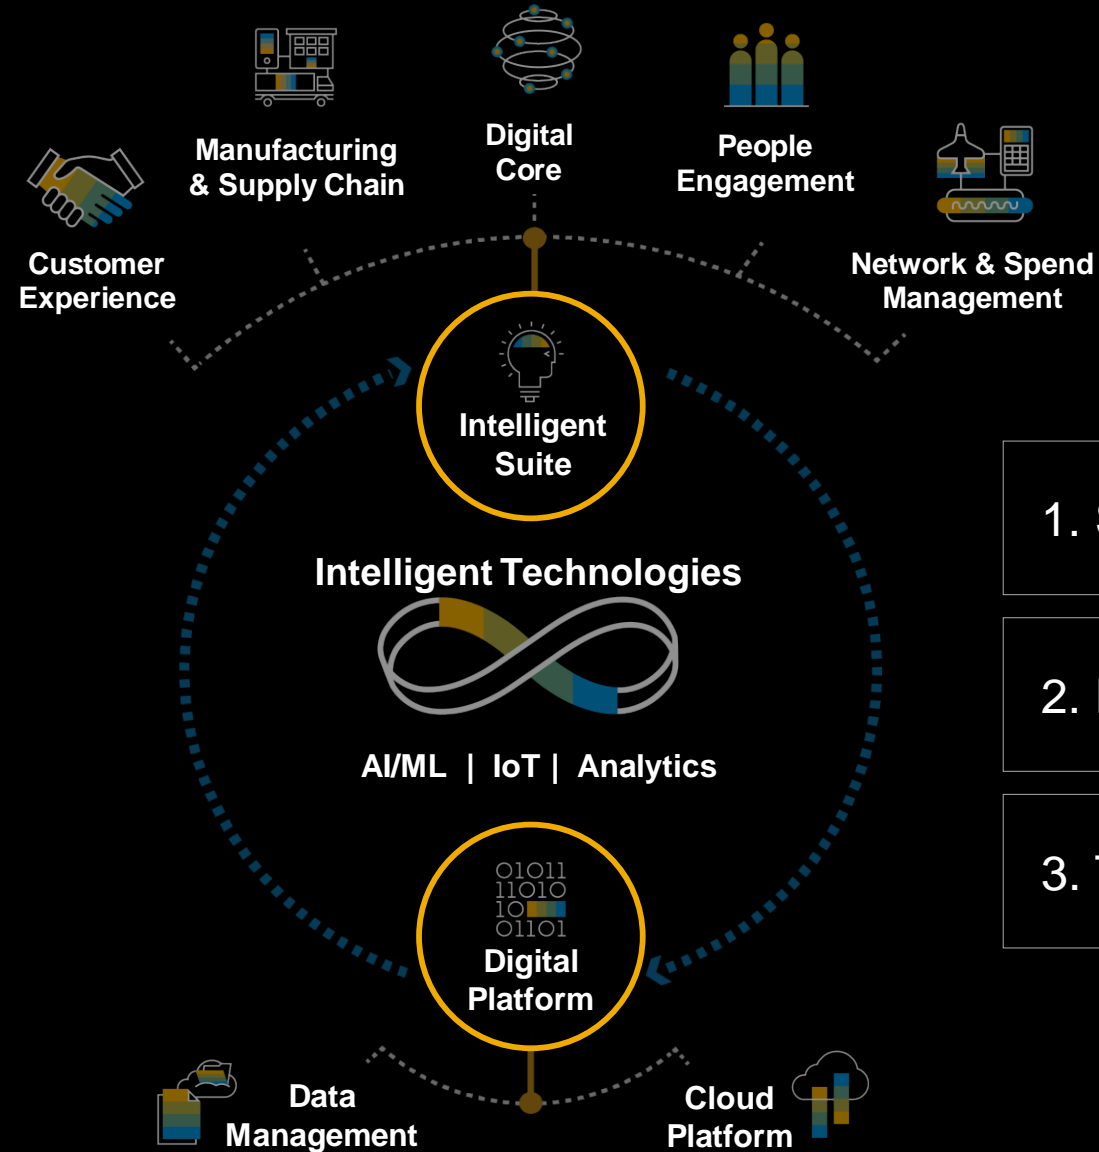 Digital
Core
People
Engagement
Manufacturing
& Supply Chain
Customer
Experience
Network & Spend
Management
Intelligent
Suite
Intelligent Technologies
AI/ML | IoT | Analytics
01011
11010
10
01101
Digital
Platform
Data
Management
Cloud
Platform
1.
2.
3.